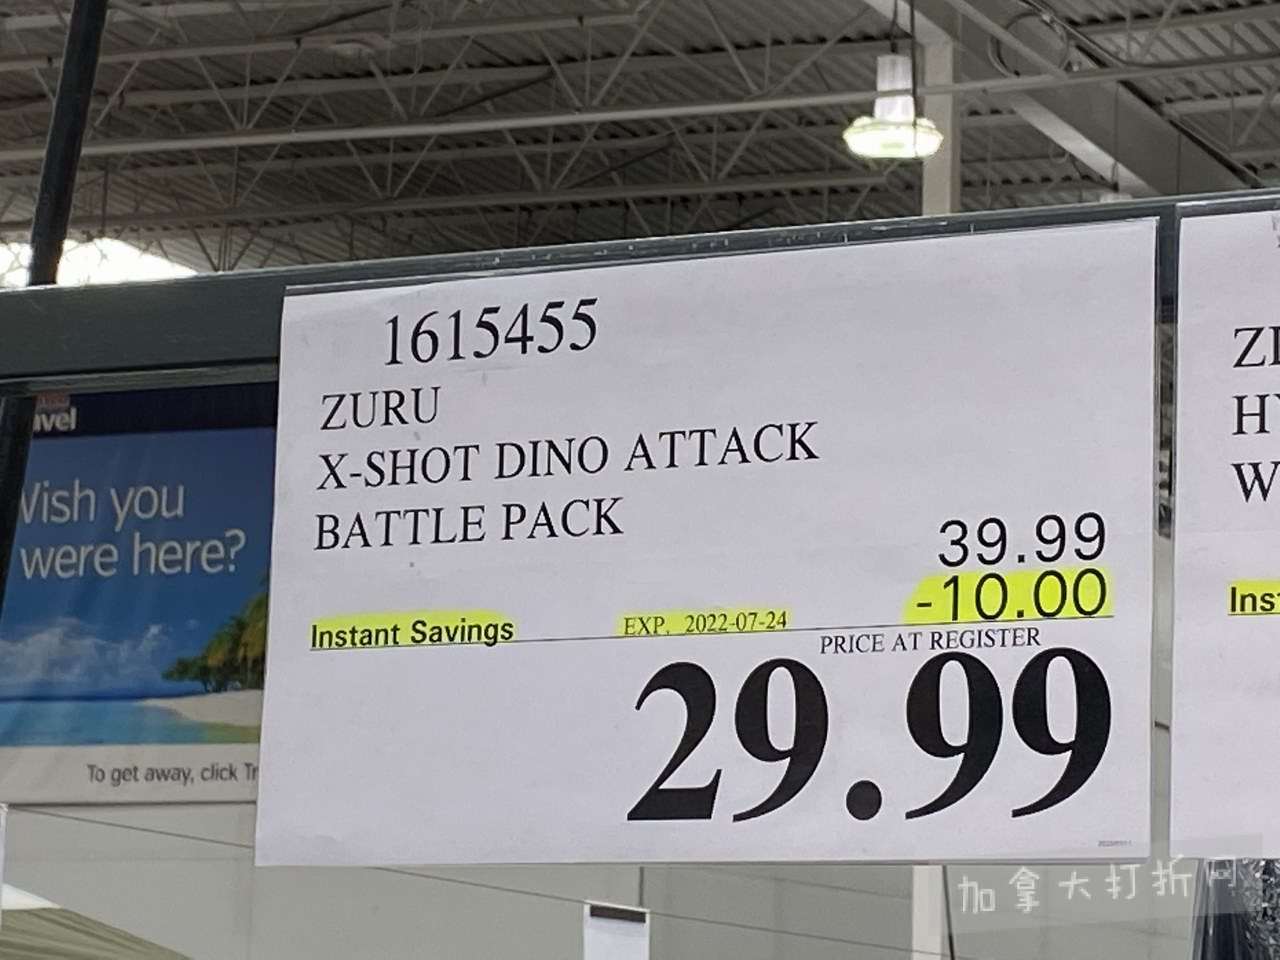 1615455
ZURU
X-SHOT DINO ATTACK
BATTLE PACK
39.99
-10.00
Instant Savings EXP. 2022-07-24
PRICE AT REGISTER
29.99
Wish you
were here?
To get away, click
H
W
加拿大打折网